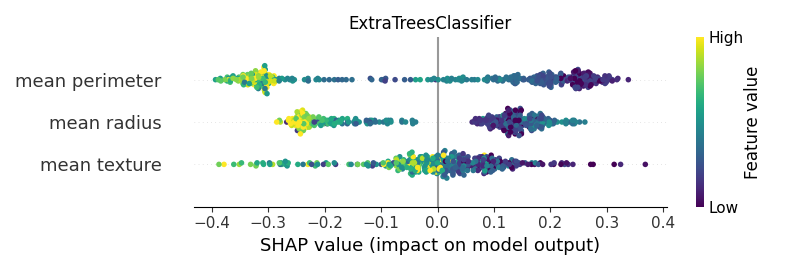 ExtraTreesClassifier
High
mean perimeter
mean radius
mean texture
Feature value
Low
−0.4 −0.3 −0.2 −0.1 0.0 0.1 0.2 0.3 0.4
SHAP value (impact on model output)